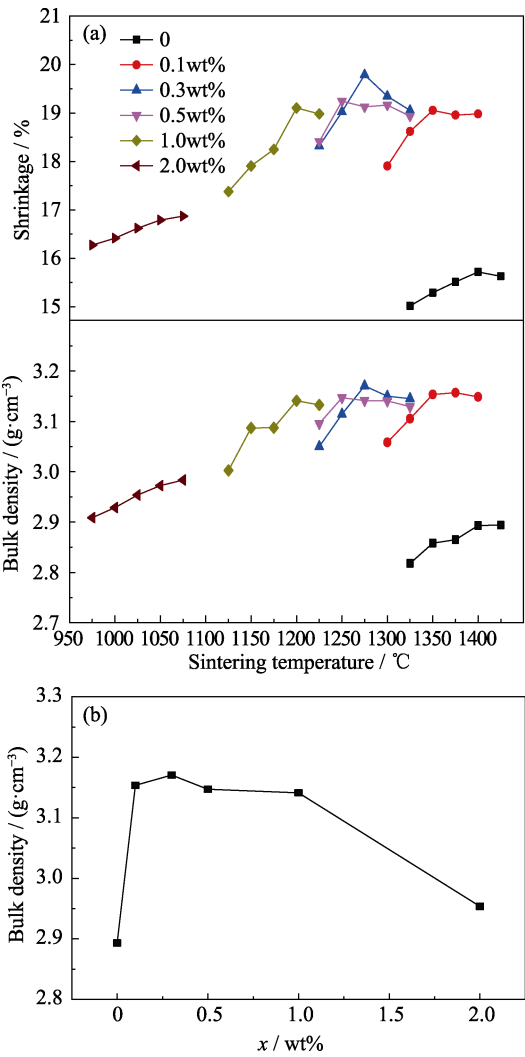 (a)
0
0.1wt%
0.3wt%
0.5wt%
1.0wt%
2.0wt%
21
20
19
18
17
16
15
Shrinkage / %
3.2
3.1
3.0
2.9
2.8
2.7
Bulk density / (g·cm⁻³)
950 1000 1050 1100 1150 1200 1250 1300 1350 1400
Sintering temperature / ℃
(b)
3.3
3.2
3.1
3.0
2.9
2.8
Bulk density / (g·cm⁻³)
0 0.5 1.0 1.5 2.0
x / wt%